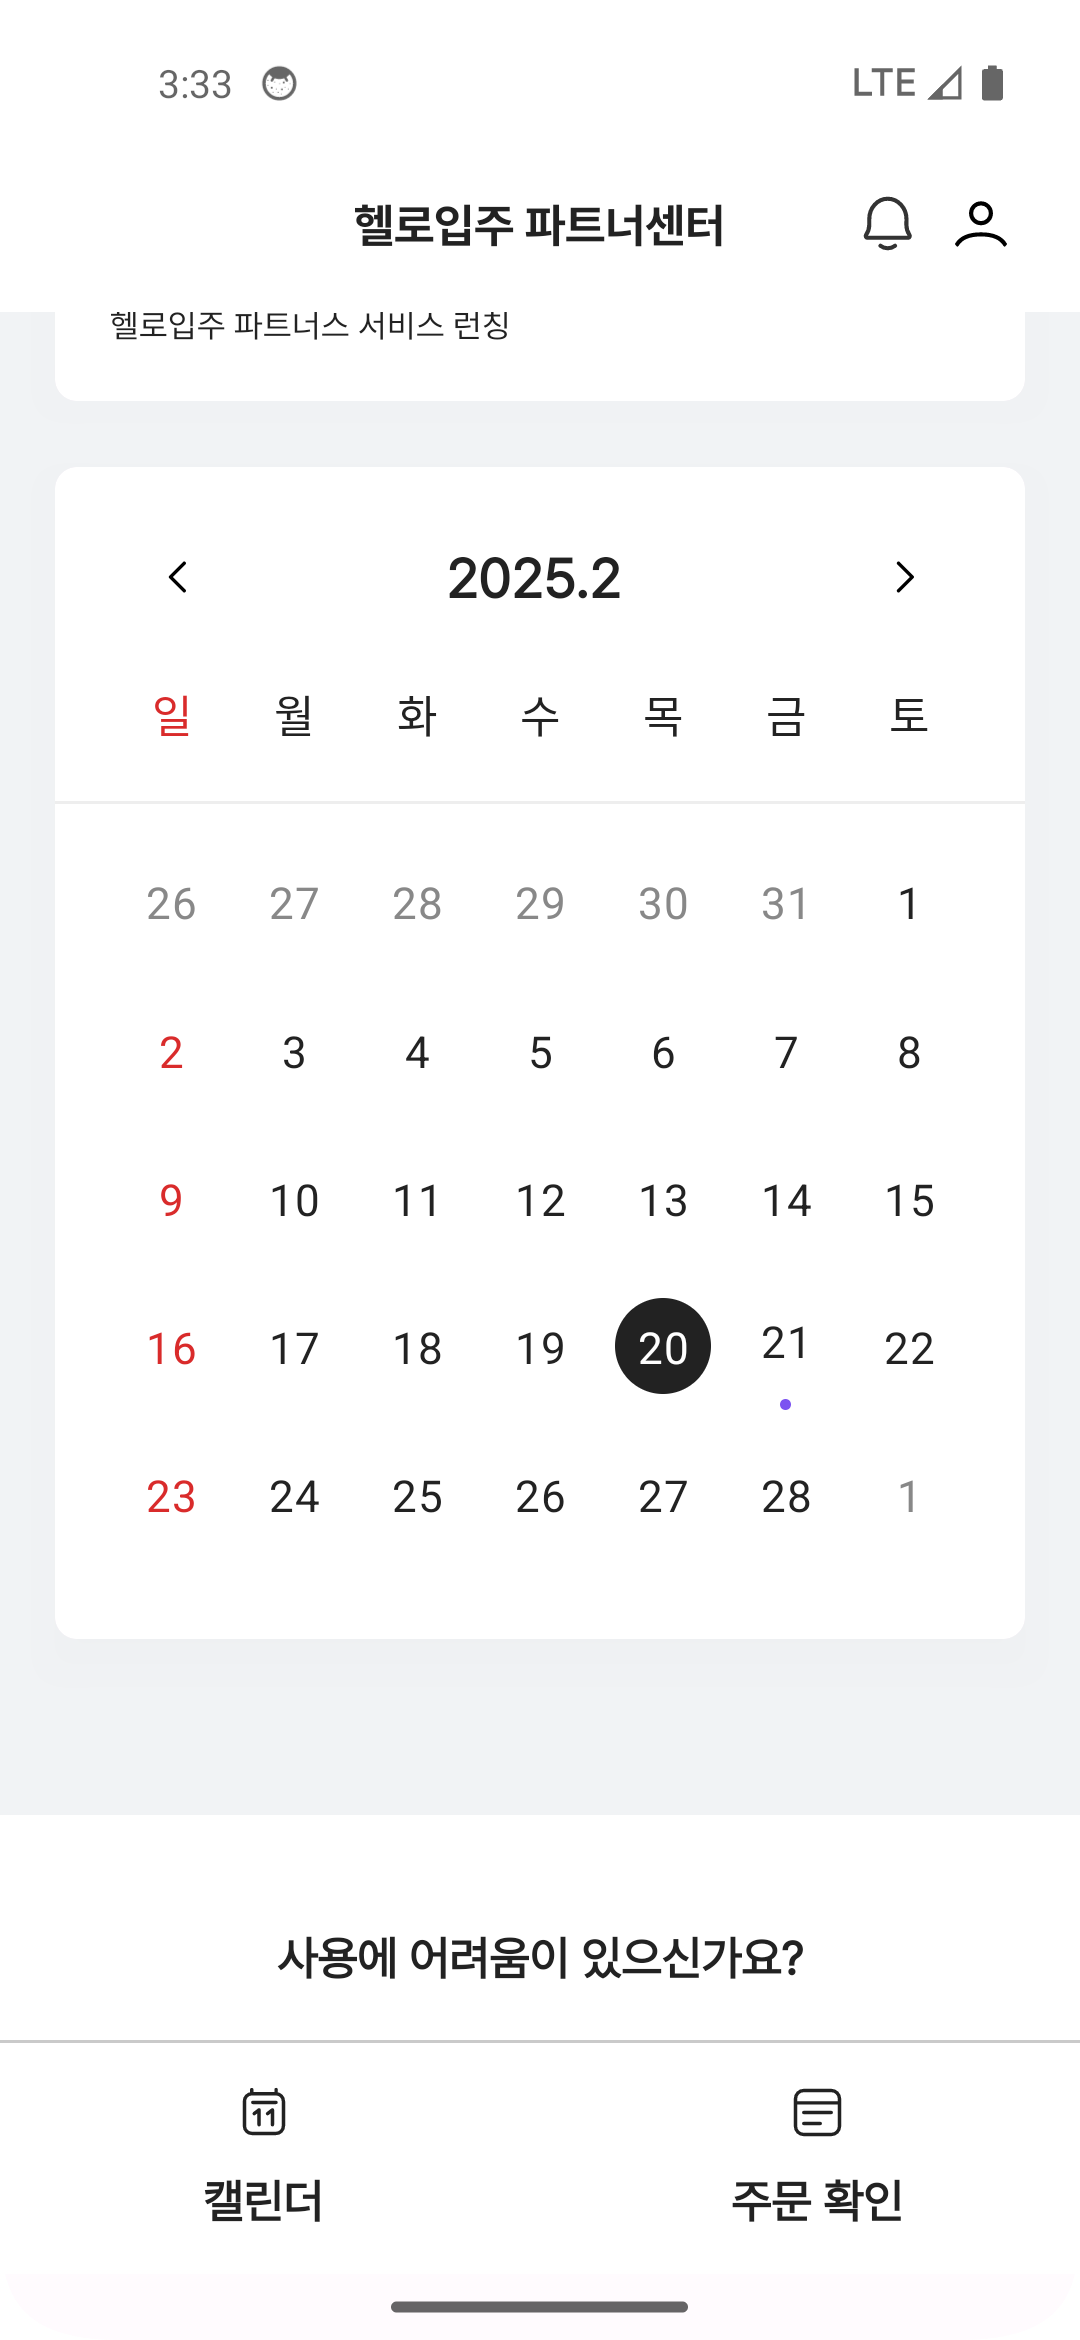 3:33 LTE
헬로입주 파트너센터
헬로입주 파트너스 서비스 런칭
2025.2
일 월 화 수 목 금 토
26 27 28 29 30 31 1
2 3 4 5 6 7 8
9 10 11 12 13 14 15
16 17 18 19 20 21 22
23 24 25 26 27 28 1
사용에 어려움이 있으신가요?
11
캘린더 주문 확인